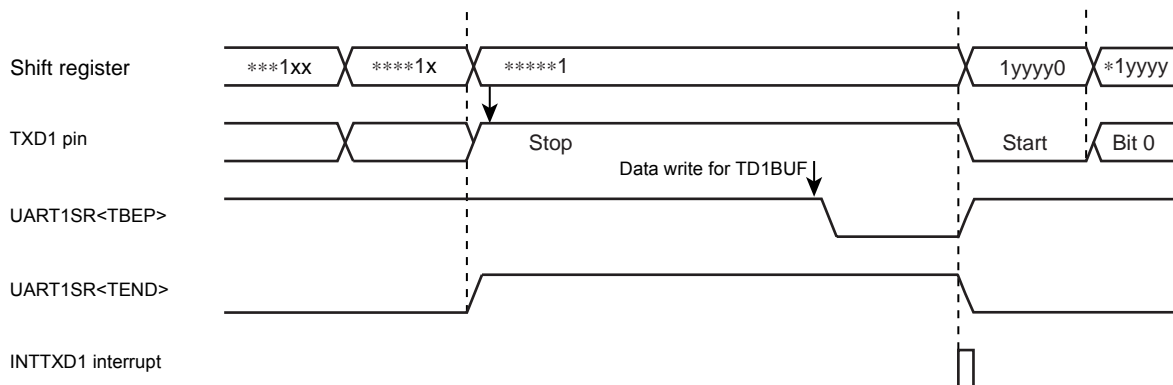 Shift register ***1xx ****1x *****1 1yyyy0 *1yyyy
TXD1 pin Stop Start Bit 0
Data write for TD1BUF
UART1SR<TBEP>
UART1SR<TEND>
INTTXD1 interrupt